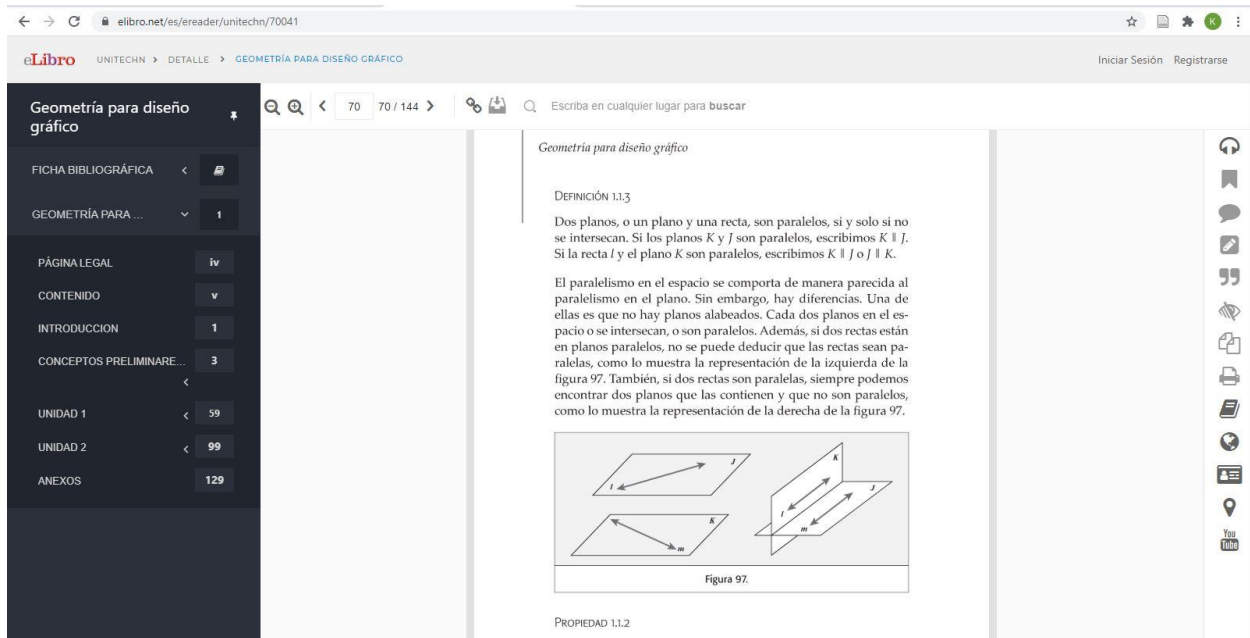 elibro.net/es/ereader/unitechn/70041
K
eLibro UNITECHN > DETALLE > GEOMETRÍA PARA DISEÑO GRÁFICO
Iniciar Sesión Registrarse
Geometría para diseño
gráfico
FICHA BIBLIOGRÁFICA
GEOMETRÍA PARA ... 1
PÁGINA LEGAL iv
CONTENIDO v
INTRODUCCION 1
CONCEPTOS PRELIMINARE... 3
UNIDAD 1 59
UNIDAD 2 99
ANEXOS 129
70 70 / 144
Escriba en cualquier lugar para buscar
Geometría para diseño gráfico
DEFINICIÓN 1.1.3
Dos planos, o un plano y una recta, son paralelos, si y solo si no
se intersecan. Si los planos K y J son paralelos, escribimos K ∥ J.
Si la recta l y el plano K son paralelos, escribimos K ∥ J o J ∥ K.
El paralelismo en el espacio se comporta de manera parecida al
paralelismo en el plano. Sin embargo, hay diferencias. Una de
ellas es que no hay planos alabeados. Cada dos planos en el es-
pacio o se intersecan, o son paralelos. Además, si dos rectas están
en planos paralelos, no se puede deducir que las rectas sean pa-
ralelas, como lo muestra la representación de la izquierda de la
figura 97. También, si dos rectas son paralelas, siempre podemos
encontrar dos planos que las contienen y que no son paralelos,
como lo muestra la representación de la derecha de la figura 97.
J
l
K
m
K
J
l
m
Figura 97.
PROPIEDAD 1.1.2
You
Tube